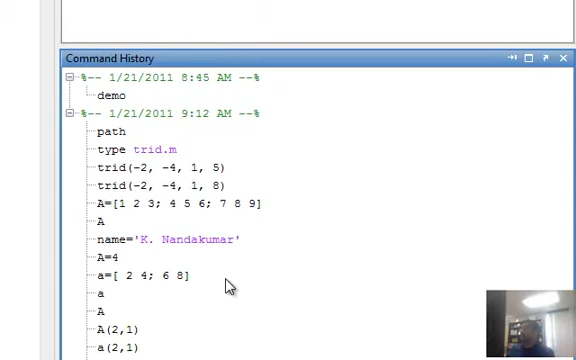 Command History
%-- 1/21/2011 8:45 AM --%
demo
%-- 1/21/2011 9:12 AM --%
path
type trid.m
trid(-2, -4, 1, 5)
trid(-2, -4, 1, 8)
A=[1 2 3; 4 5 6; 7 8 9]
A
name='K. Nandakumar'
A=4
a=[ 2 4; 6 8]
a
A
A(2,1)
a(2,1)